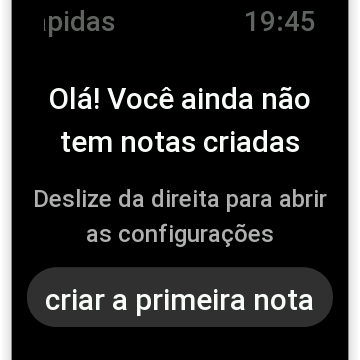 19:45
Olá! Você ainda não
tem notas criadas
Deslize da direita para abrir
as configurações
criar a primeira nota